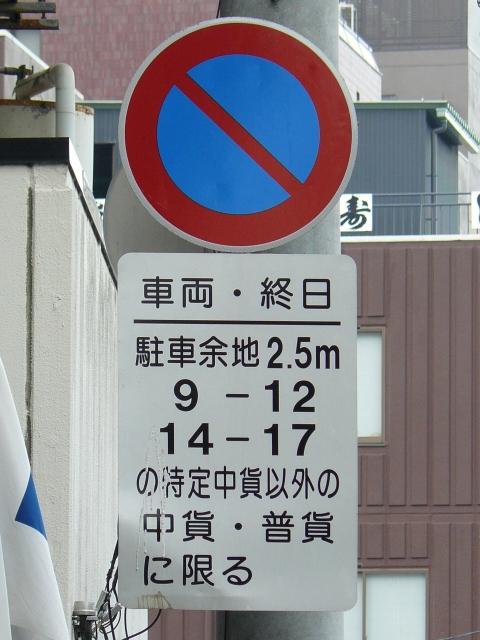 寿
車両・終日
駐車余地2.5m
9－12
14－17
の特定中貨以外の
中貨・普貨
に限る